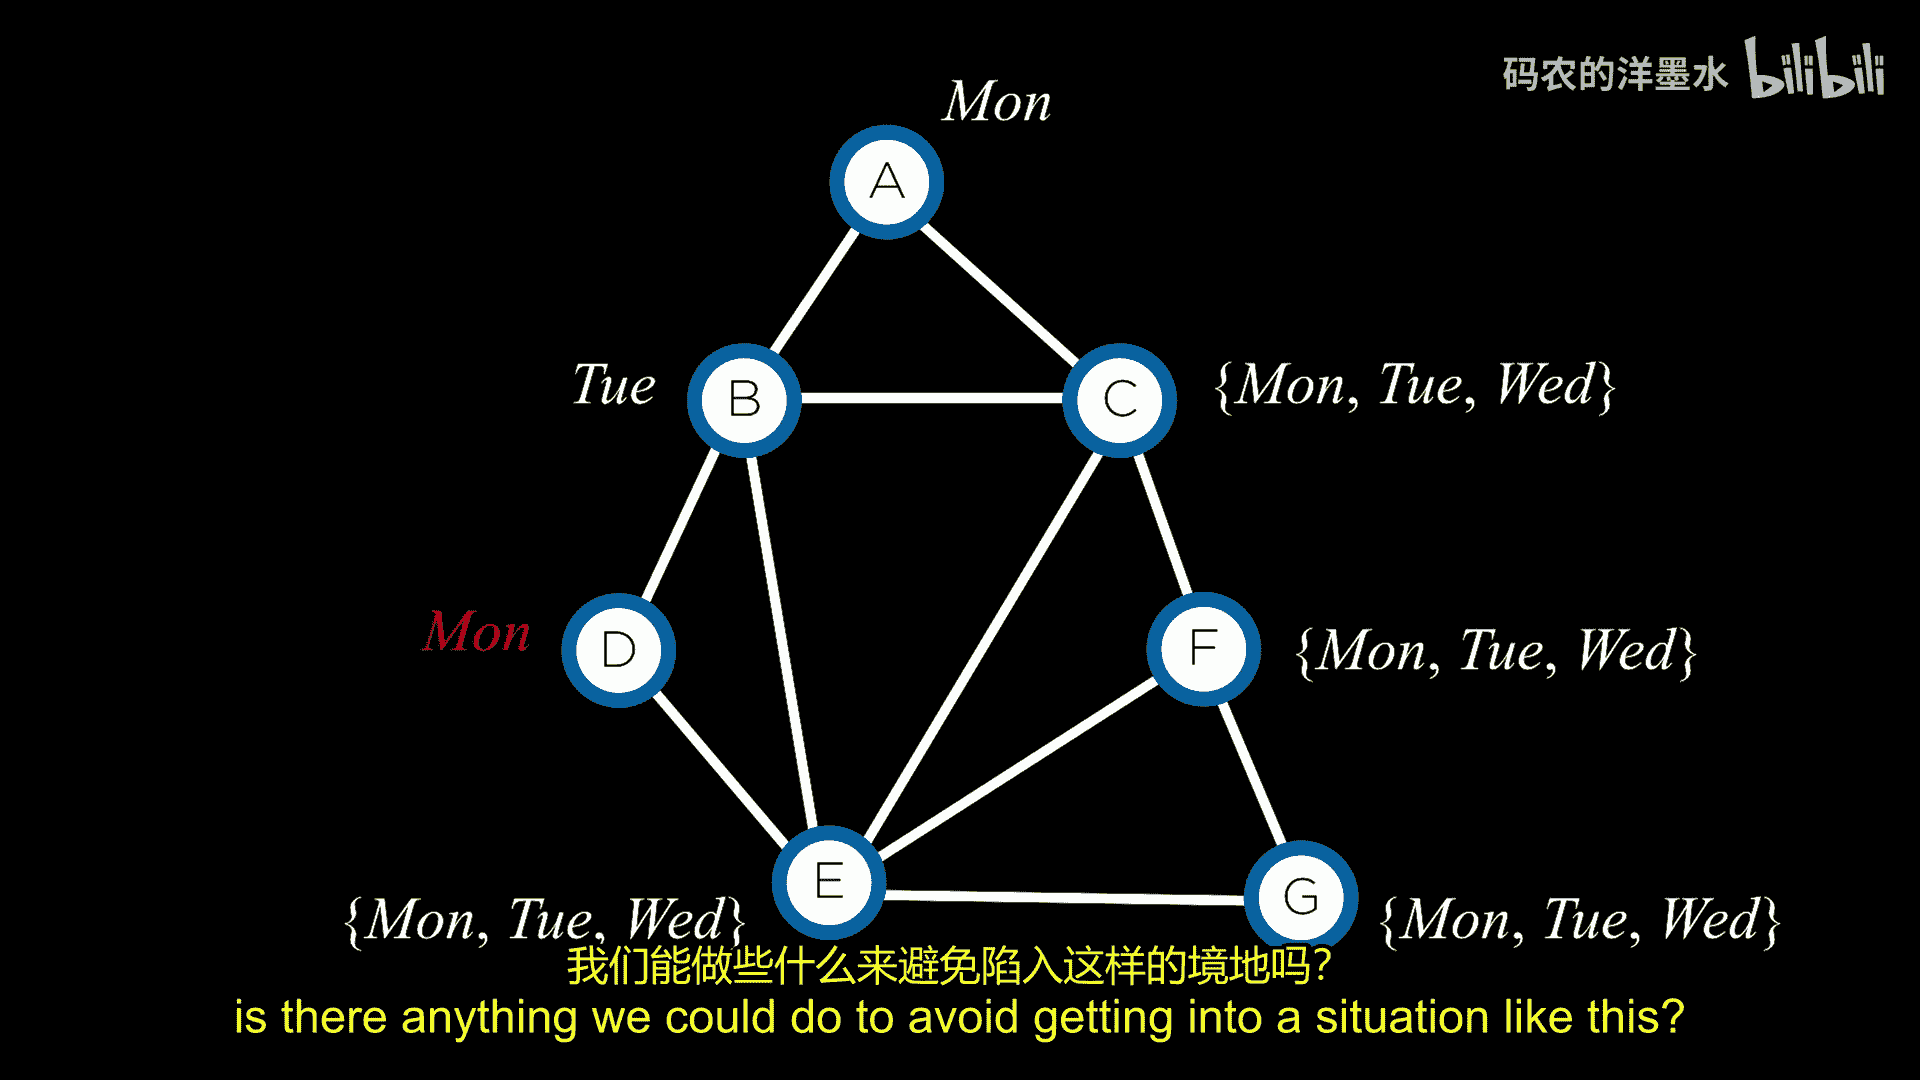 码农的洋墨水 bilibili
Mon
A
Tue
B
C
{Mon, Tue, Wed}
Mon
D
F
{Mon, Tue, Wed}
E
{Mon, Tue, Wed}
G
{Mon, Tue, Wed}
我们能做些什么来避免陷入这样的境地吗?
is there anything we could do to avoid getting into a situation like this?